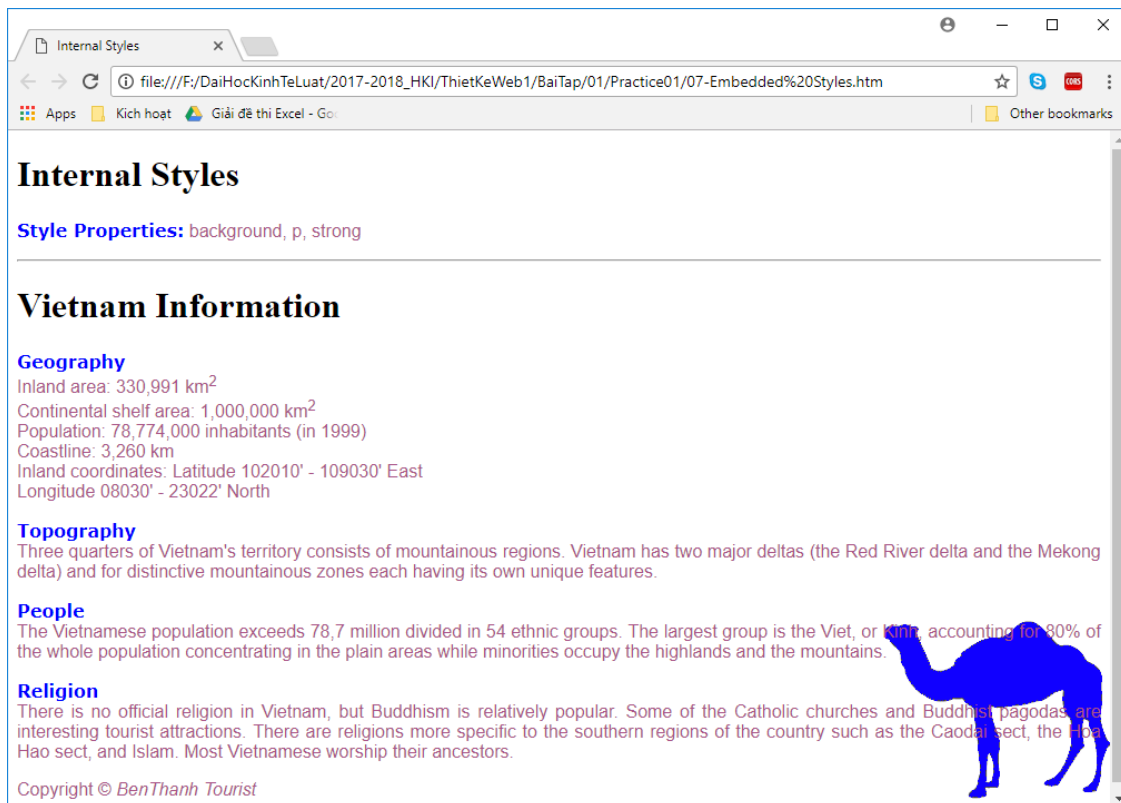 Internal Styles
file:///F:/DaiHocKinhTeLuat/2017-2018_HKI/ThietKeWeb1/BaiTap/01/Practice01/07-Embedded%20Styles.htm
CORS
Apps Kich hoạt Giải đề thi Excel - Goo Other bookmarks
Internal Styles
Style Properties: background, p, strong
Vietnam Information
Geography
Inland area: 330,991 km²
Continental shelf area: 1,000,000 km²
Population: 78,774,000 inhabitants (in 1999)
Coastline: 3,260 km
Inland coordinates: Latitude 102010' - 109030' East
Longitude 08030' - 23022' North
Topography
Three quarters of Vietnam's territory consists of mountainous regions. Vietnam has two major deltas (the Red River delta and the Mekong
delta) and for distinctive mountainous zones each having its own unique features.
People
The Vietnamese population exceeds 78,7 million divided in 54 ethnic groups. The largest group is the Viet, or Kinh, accounting for 80% of
the whole population concentrating in the plain areas while minorities occupy the highlands and the mountains.
Religion
There is no official religion in Vietnam, but Buddhism is relatively popular. Some of the Catholic churches and Buddhist pagodas are
interesting tourist attractions. There are religions more specific to the southern regions of the country such as the Caodai sect, the Hoa
Hao sect, and Islam. Most Vietnamese worship their ancestors.
Copyright © BenThanh Tourist